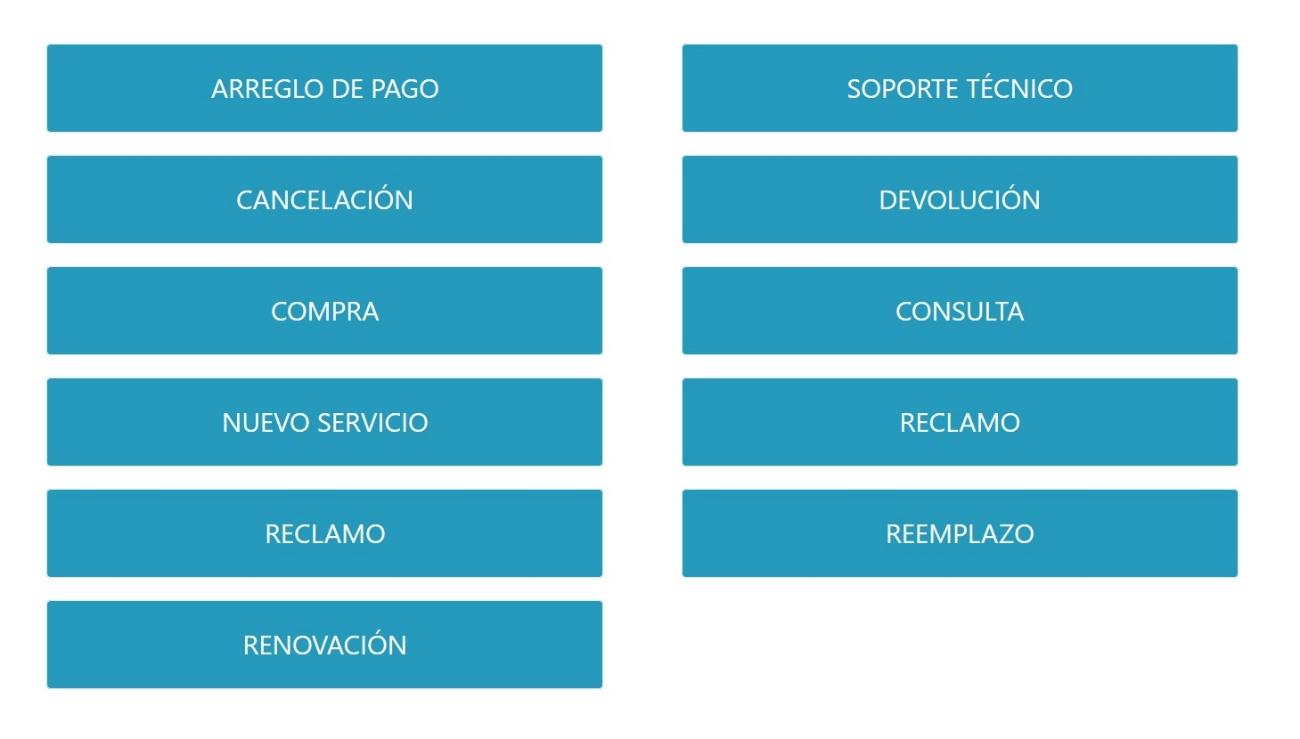 ARREGLO DE PAGO
SOPORTE TÉCNICO
CANCELACIÓN
DEVOLUCIÓN
COMPRA
CONSULTA
NUEVO SERVICIO
RECLAMO
RECLAMO
REEMPLAZO
RENOVACIÓN